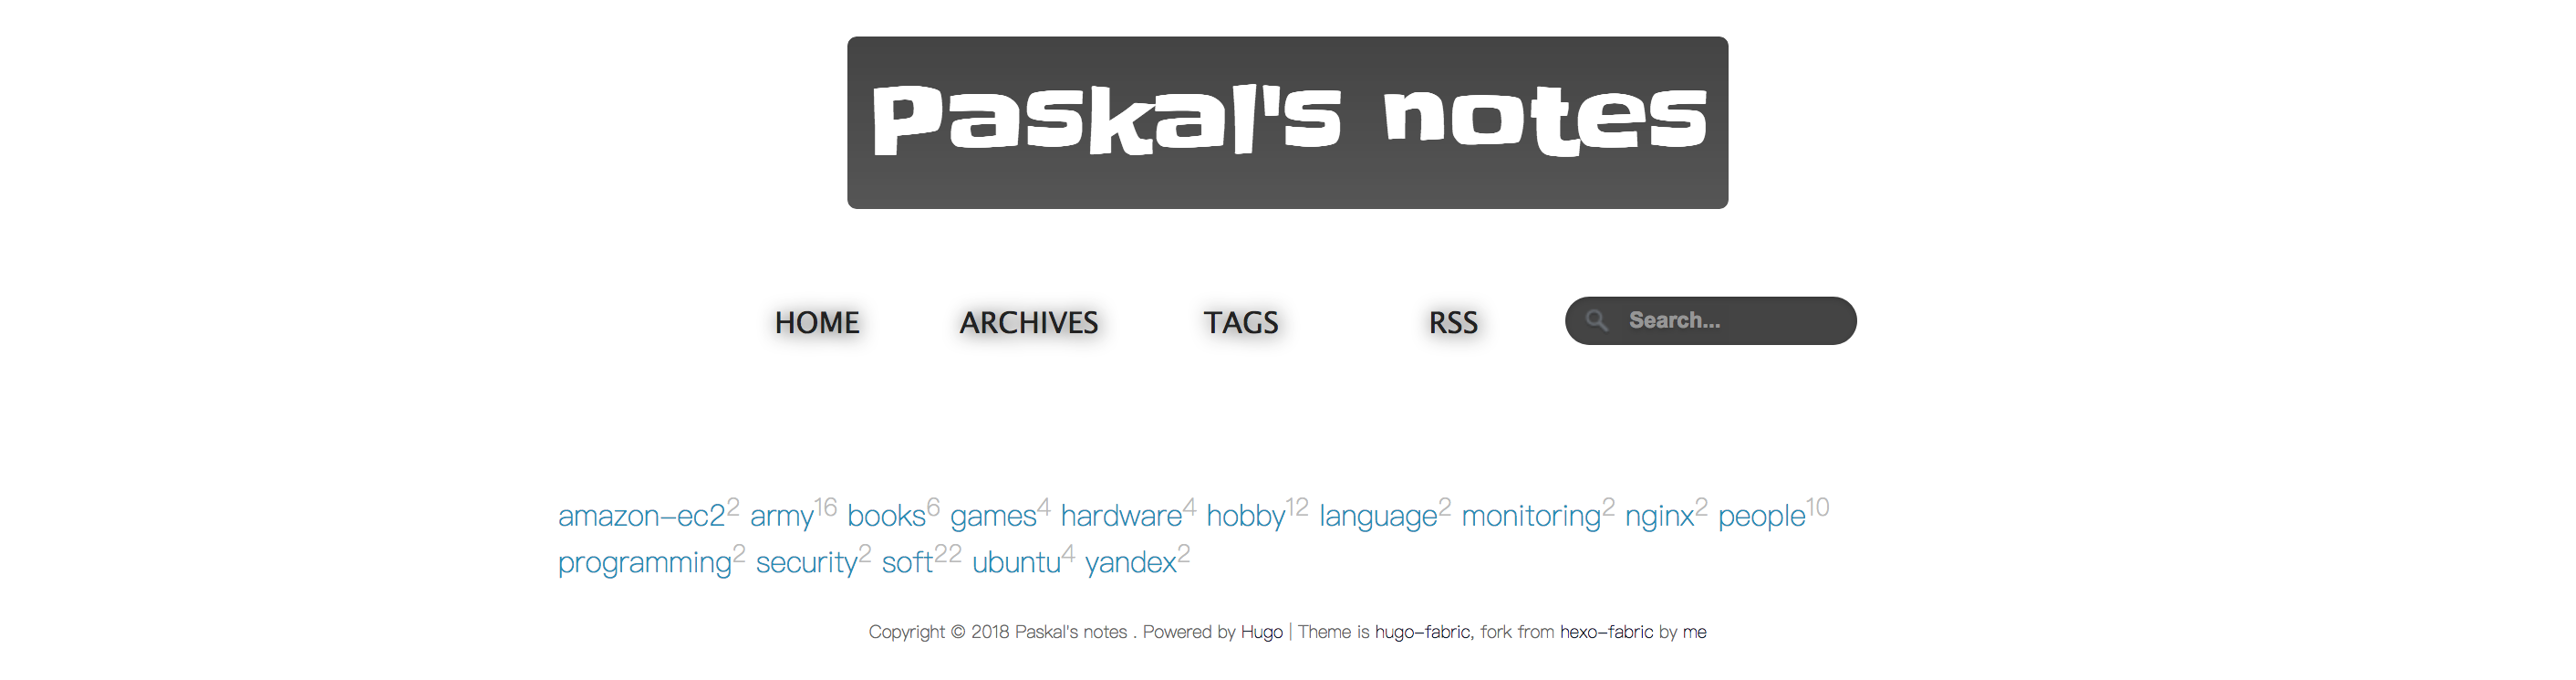 Paskal's notes
HOME ARCHIVES TAGS RSS Search...
amazon-ec2 2 army 16 books 6 games 4 hardware 4 hobby 12 language 2 monitoring 2 nginx 2 people 10
programming 2 security 2 soft 22 ubuntu 4 yandex 2
Copyright © 2018 Paskal's notes . Powered by Hugo | Theme is hugo-fabric, fork from hexo-fabric by me